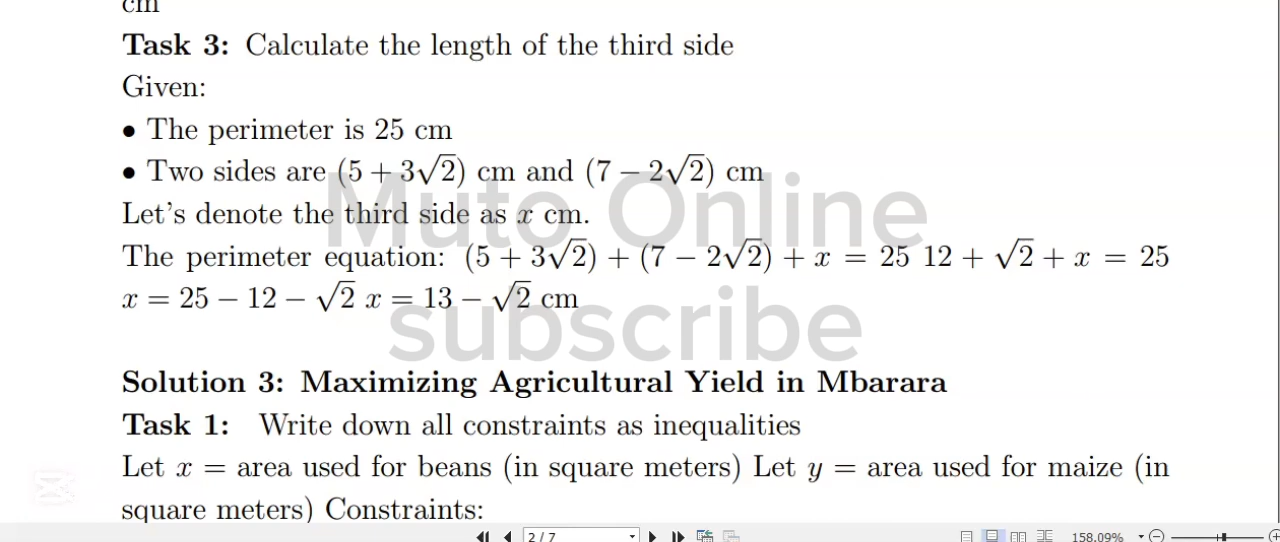 cm
Task 3: Calculate the length of the third side
Given:
• The perimeter is 25 cm
• Two sides are (5 + 3√2) cm and (7 − 2√2) cm
Let's denote the third side as x cm.
The perimeter equation: (5 + 3√2) + (7 − 2√2) + x = 25 12 + √2 + x = 25
x = 25 − 12 − √2 x = 13 − √2 cm
Muto Online
subscribe
Solution 3: Maximizing Agricultural Yield in Mbarara
Task 1: Write down all constraints as inequalities
Let x = area used for beans (in square meters) Let y = area used for maize (in
square meters) Constraints:
2 / 7
158.09%